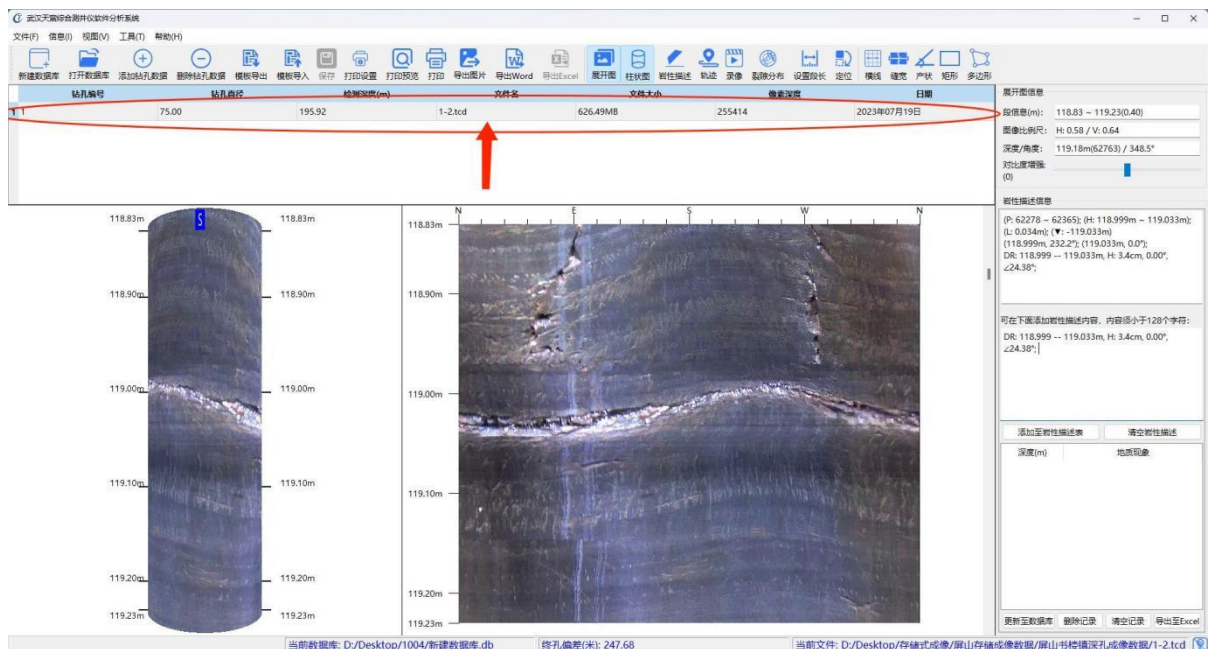 武汉天宸综合测井仪软件分析系统
文件(F) 信息(I) 视图(V) 工具(T) 帮助(H)
新建数据库 打开数据库 添加钻孔数据 删除钻孔数据 模板导出 模板导入 保存 打印设置 打印预览 打印 导出图片 导出Word 导出Excel 展开图 柱状图 岩性描述 轨迹 录像 裂隙分布 设置段长 定位 横线 缝宽 产状 矩形 多边形
钻孔编号 钻孔直径 检测深度(m) 文件名 文件大小 像素深度 日期
1 1 75.00 195.92 1-2.tcd 626.49MB 255414 2023年07月19日
展开图信息
段信息(m): 118.83 ~ 119.23(0.40)
图像比例尺: H: 0.58 / V: 0.64
深度/角度: 119.18m(62763) / 348.5°
对比度增强:
(0)
岩性描述信息
(P: 62278 ~ 62365); (H: 118.999m ~ 119.033m);
(L: 0.034m); (▼: -119.033m)
(118.999m, 232.2°); (119.033m, 0.0°);
DR: 118.999 -- 119.033m, H: 3.4cm, 0.00°,
∠24.38°;
可在下面添加岩性描述内容，内容须小于128个字符:
DR: 118.999 -- 119.033m, H: 3.4cm, 0.00°,
∠24.38°;
添加至岩性描述表 清空岩性描述
深度(m) 地质现象
更新至数据库 删除记录 清空记录 导出至Excel
S
118.83m 118.83m
118.90m 118.90m
119.00m 119.00m
119.10m 119.10m
119.20m 119.20m
119.23m 119.23m
N E S W N
118.83m
118.90m
119.00m
119.10m
119.20m
119.23m
当前数据库: D:/Desktop/1004/新建数据库.db 终孔偏差(米): 247.68 当前文件: D:/Desktop/存储式成像/屏山存储成像数据/屏山书楼镇深孔成像数据/1-2.tcd